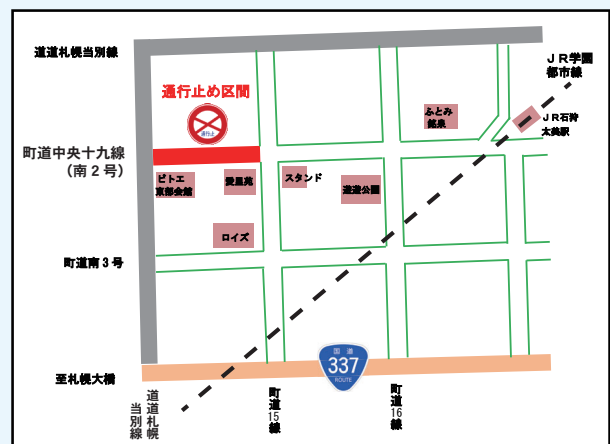 道道札幌当別線
ＪＲ学園
都市線
通行止め区間
通行止
ふとみ
銘泉
ＪＲ石狩
太美駅
町道中央十九線
(南２号)
ビトエ
東部会館
愛里苑
スタンド
遊遊公園
ロイズ
町道南３号
国道
337
ROUTE
至札幌大橋
道道札幌
当別線
町道15線
町道16線